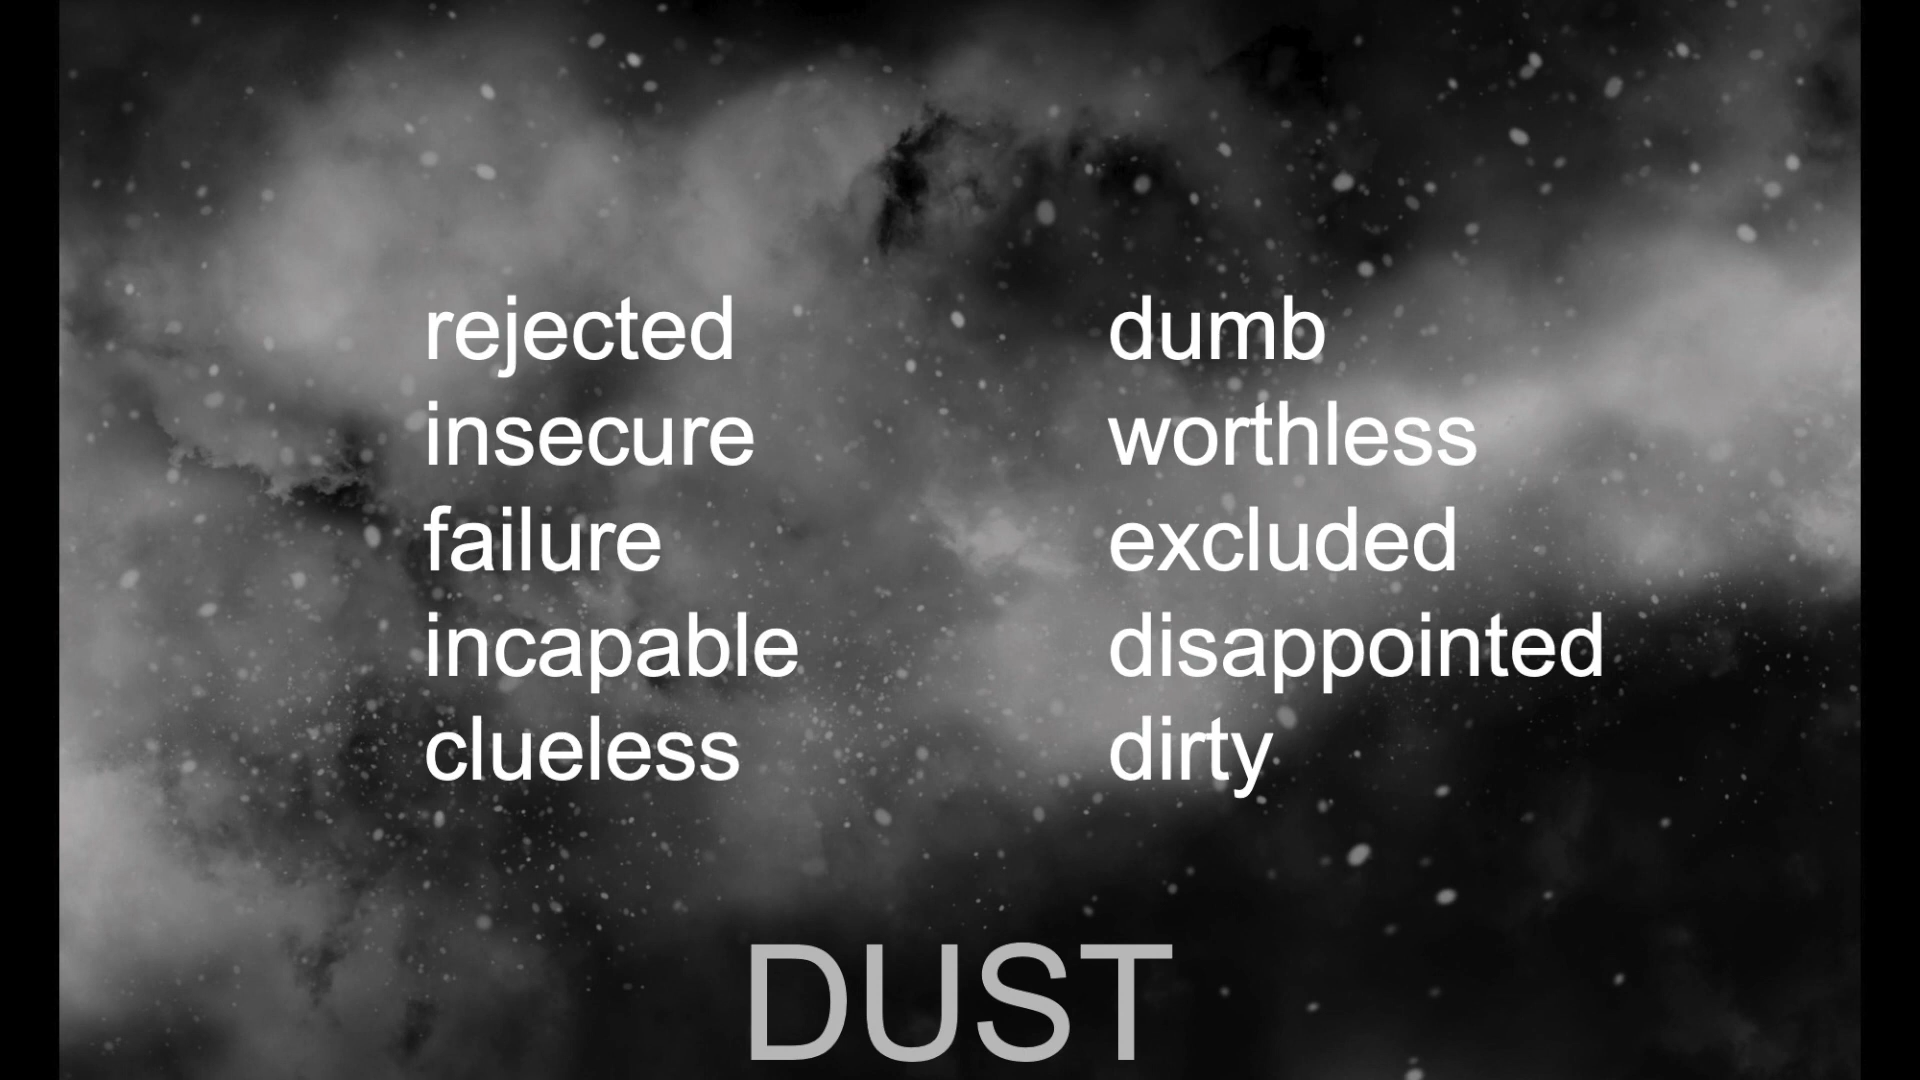 rejected
insecure
failure
incapable
clueless
dumb
worthless
excluded
disappointed
dirty
DUST